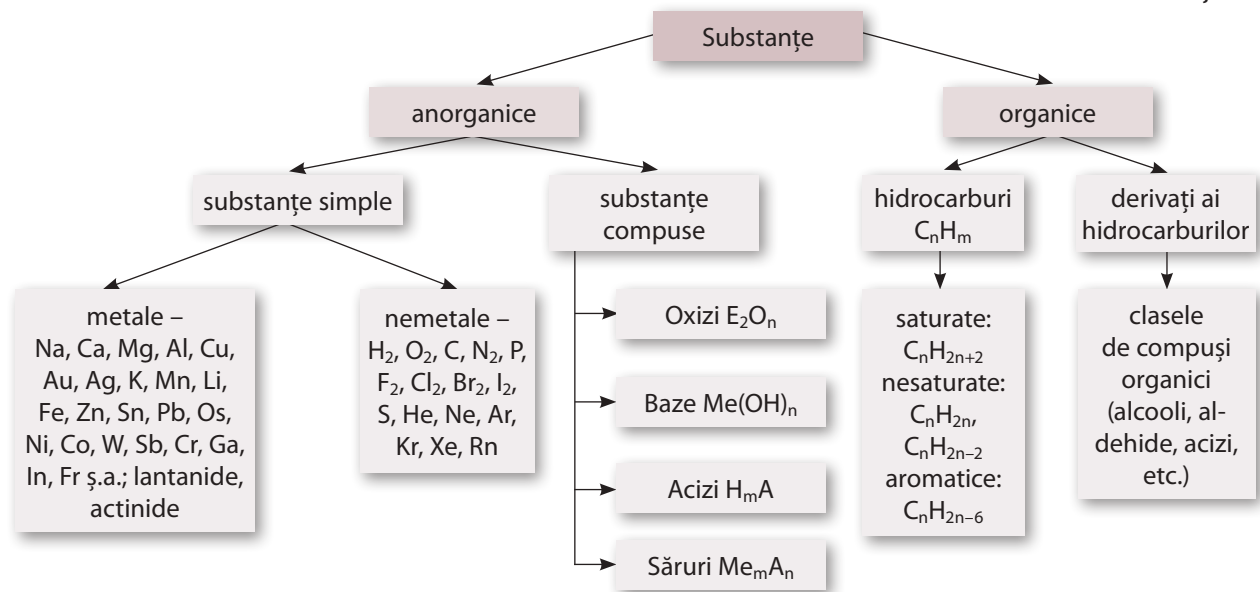 Substanțe
anorganice
organice
substanțe simple
substanțe
compuse
hidrocarburi
CₙHₘ
derivați ai
hidrocarburilor
metale –
Na, Ca, Mg, Al, Cu,
Au, Ag, K, Mn, Li,
Fe, Zn, Sn, Pb, Os,
Ni, Co, W, Sb, Cr, Ga,
In, Fr ș.a.; lantanide,
actinide
nemetale –
H₂, O₂, C, N₂, P,
F₂, Cl₂, Br₂, I₂,
S, He, Ne, Ar,
Kr, Xe, Rn
Oxizi E₂Oₙ
Baze Me(OH)ₙ
Acizi HₘA
Săruri MeₘAₙ
saturate:
CₙH₂ₙ₊₂
nesaturate:
CₙH₂ₙ,
CₙH₂ₙ₋₂
aromatice:
CₙH₂ₙ₋₆
clasele
de compuși
organici
(alcooli, al-
dehide, acizi,
etc.)